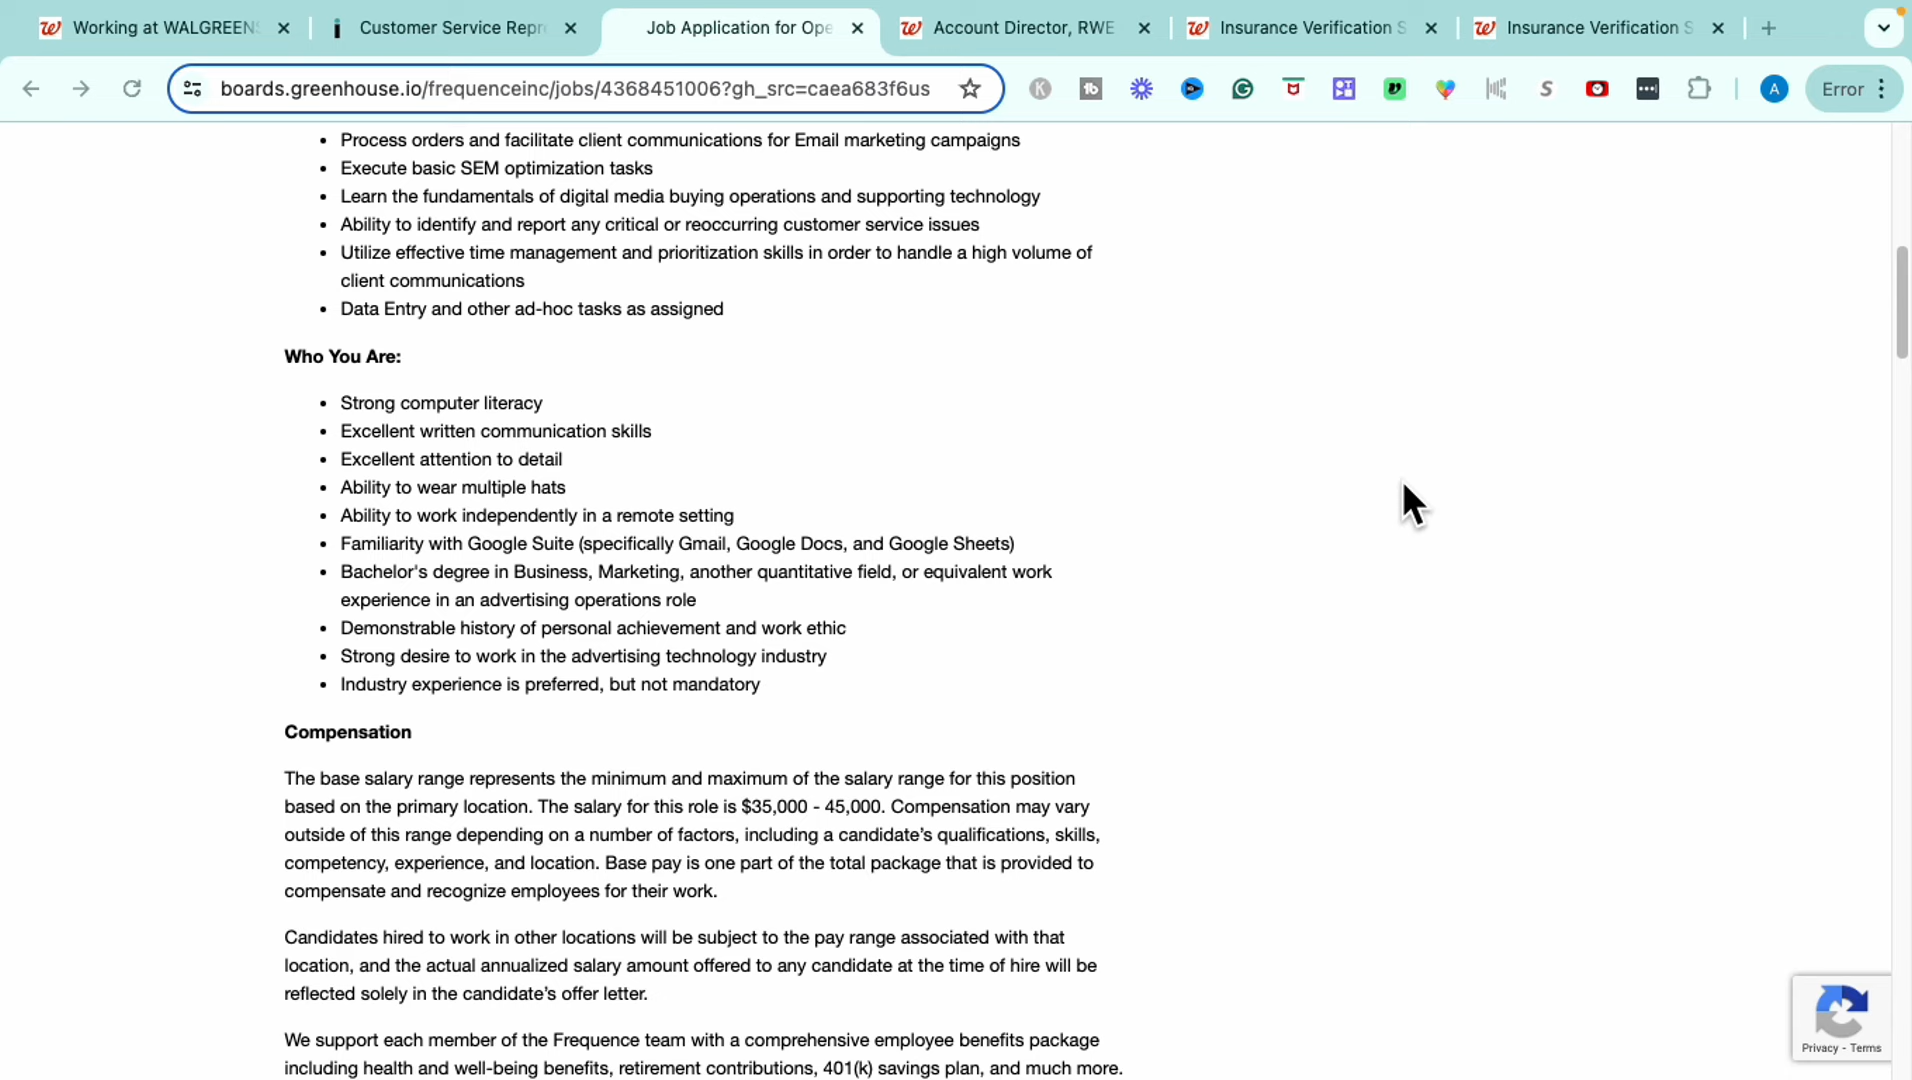 Working at WALGREENS
Customer Service Repr
Job Application for Ope
Account Director, RWE
Insurance Verification S
Insurance Verification S
boards.greenhouse.io/frequenceinc/jobs/4368451006?gh_src=caea683f6us
K
tb
S
A
Error
• Process orders and facilitate client communications for Email marketing campaigns
• Execute basic SEM optimization tasks
• Learn the fundamentals of digital media buying operations and supporting technology
• Ability to identify and report any critical or reoccurring customer service issues
• Utilize effective time management and prioritization skills in order to handle a high volume of
client communications
• Data Entry and other ad-hoc tasks as assigned
Who You Are:
• Strong computer literacy
• Excellent written communication skills
• Excellent attention to detail
• Ability to wear multiple hats
• Ability to work independently in a remote setting
• Familiarity with Google Suite (specifically Gmail, Google Docs, and Google Sheets)
• Bachelor's degree in Business, Marketing, another quantitative field, or equivalent work
experience in an advertising operations role
• Demonstrable history of personal achievement and work ethic
• Strong desire to work in the advertising technology industry
• Industry experience is preferred, but not mandatory
Compensation
The base salary range represents the minimum and maximum of the salary range for this position
based on the primary location. The salary for this role is $35,000 - 45,000. Compensation may vary
outside of this range depending on a number of factors, including a candidate’s qualifications, skills,
competency, experience, and location. Base pay is one part of the total package that is provided to
compensate and recognize employees for their work.
Candidates hired to work in other locations will be subject to the pay range associated with that
location, and the actual annualized salary amount offered to any candidate at the time of hire will be
reflected solely in the candidate’s offer letter.
We support each member of the Frequence team with a comprehensive employee benefits package
including health and well-being benefits, retirement contributions, 401(k) savings plan, and much more.
Privacy - Terms